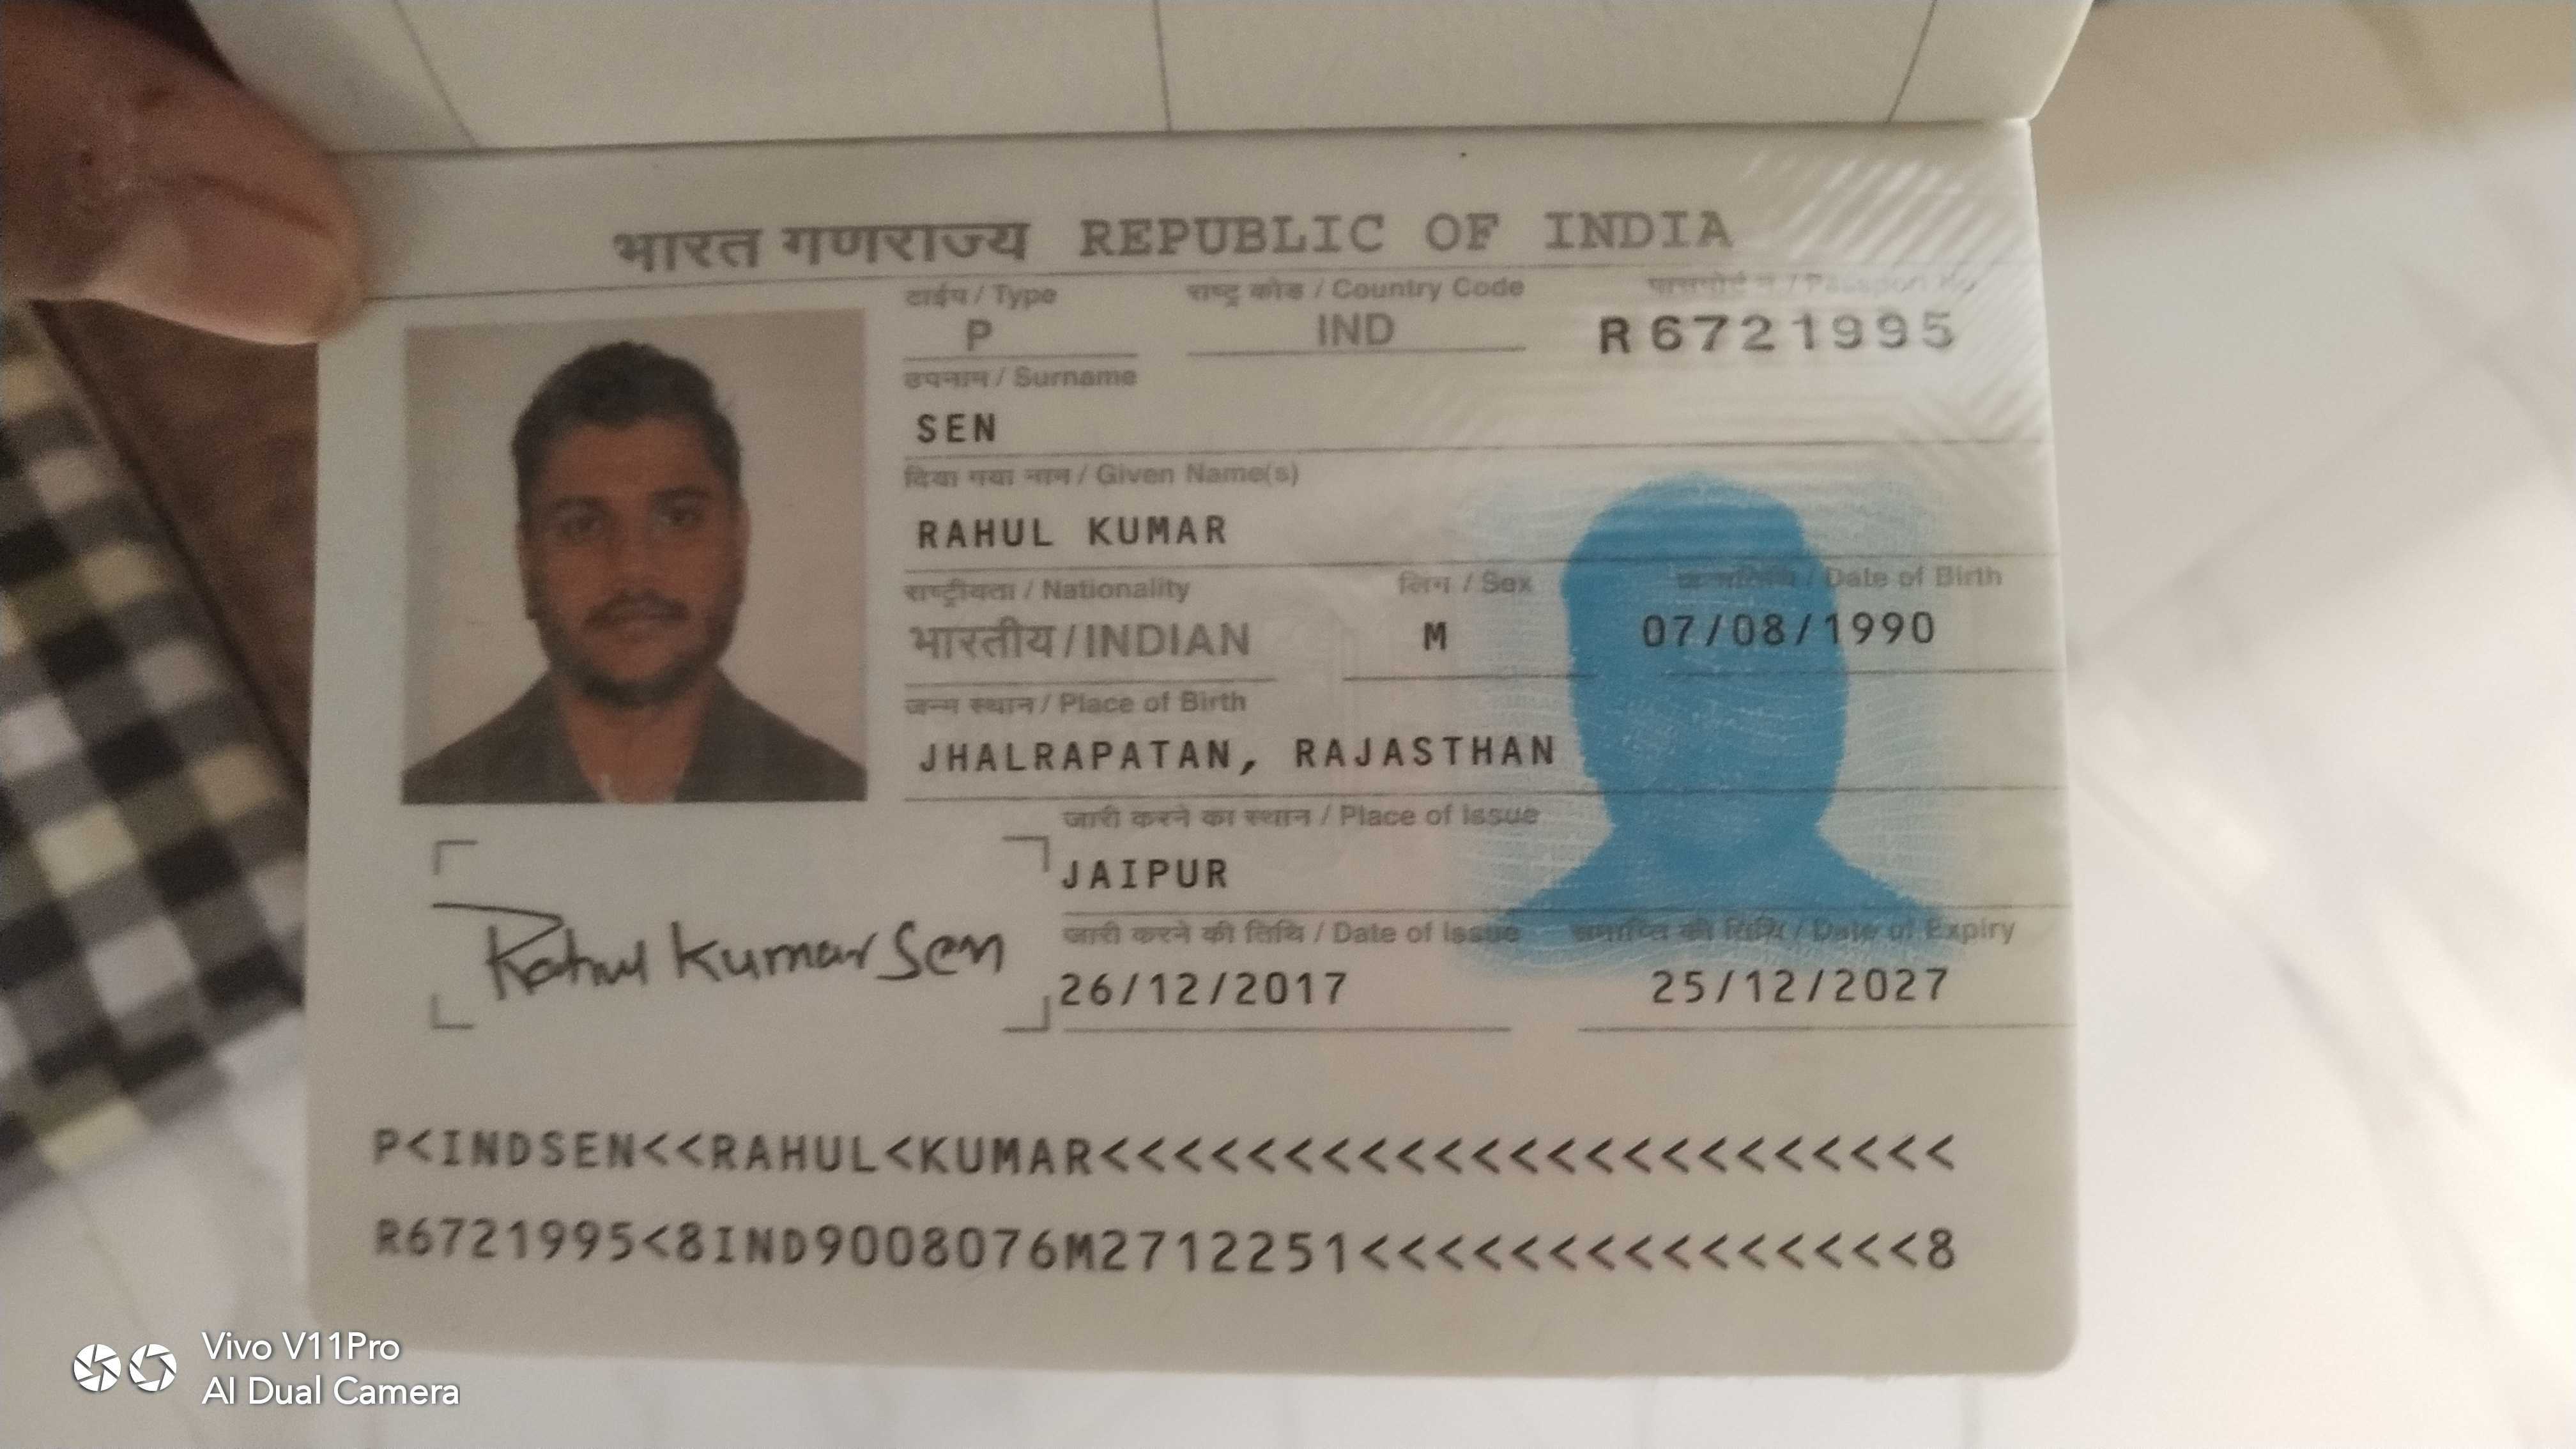 भारत गणराज्य REPUBLIC OF INDIA
टाईप / Type राष्ट्र कोड / Country Code पासपोर्ट न / Passport No
P IND R6721995
उपनाम / Surname
SEN
दिया गया नाम / Given Name(s)
RAHUL KUMAR
राष्ट्रीयता / Nationality लिंग / Sex / Date of Birth
भारतीय / INDIAN M 07/08/1990
जन्म स्थान / Place of Birth
JHALRAPATAN, RAJASTHAN
जारी करने का स्थान / Place of Issue
JAIPUR
जारी करने की तिथि / Date of Issue समाप्ति की तिथि / Date of Expiry
26/12/2017 25/12/2027
Rahul Kumar Sen
P<INDSEN<<RAHUL<KUMAR<<<<<<<<<<<<<<<<<<<<<<<
R6721995<8IND9008076M2712251<<<<<<<<<<<<<<<8
Vivo V11Pro
AI Dual Camera